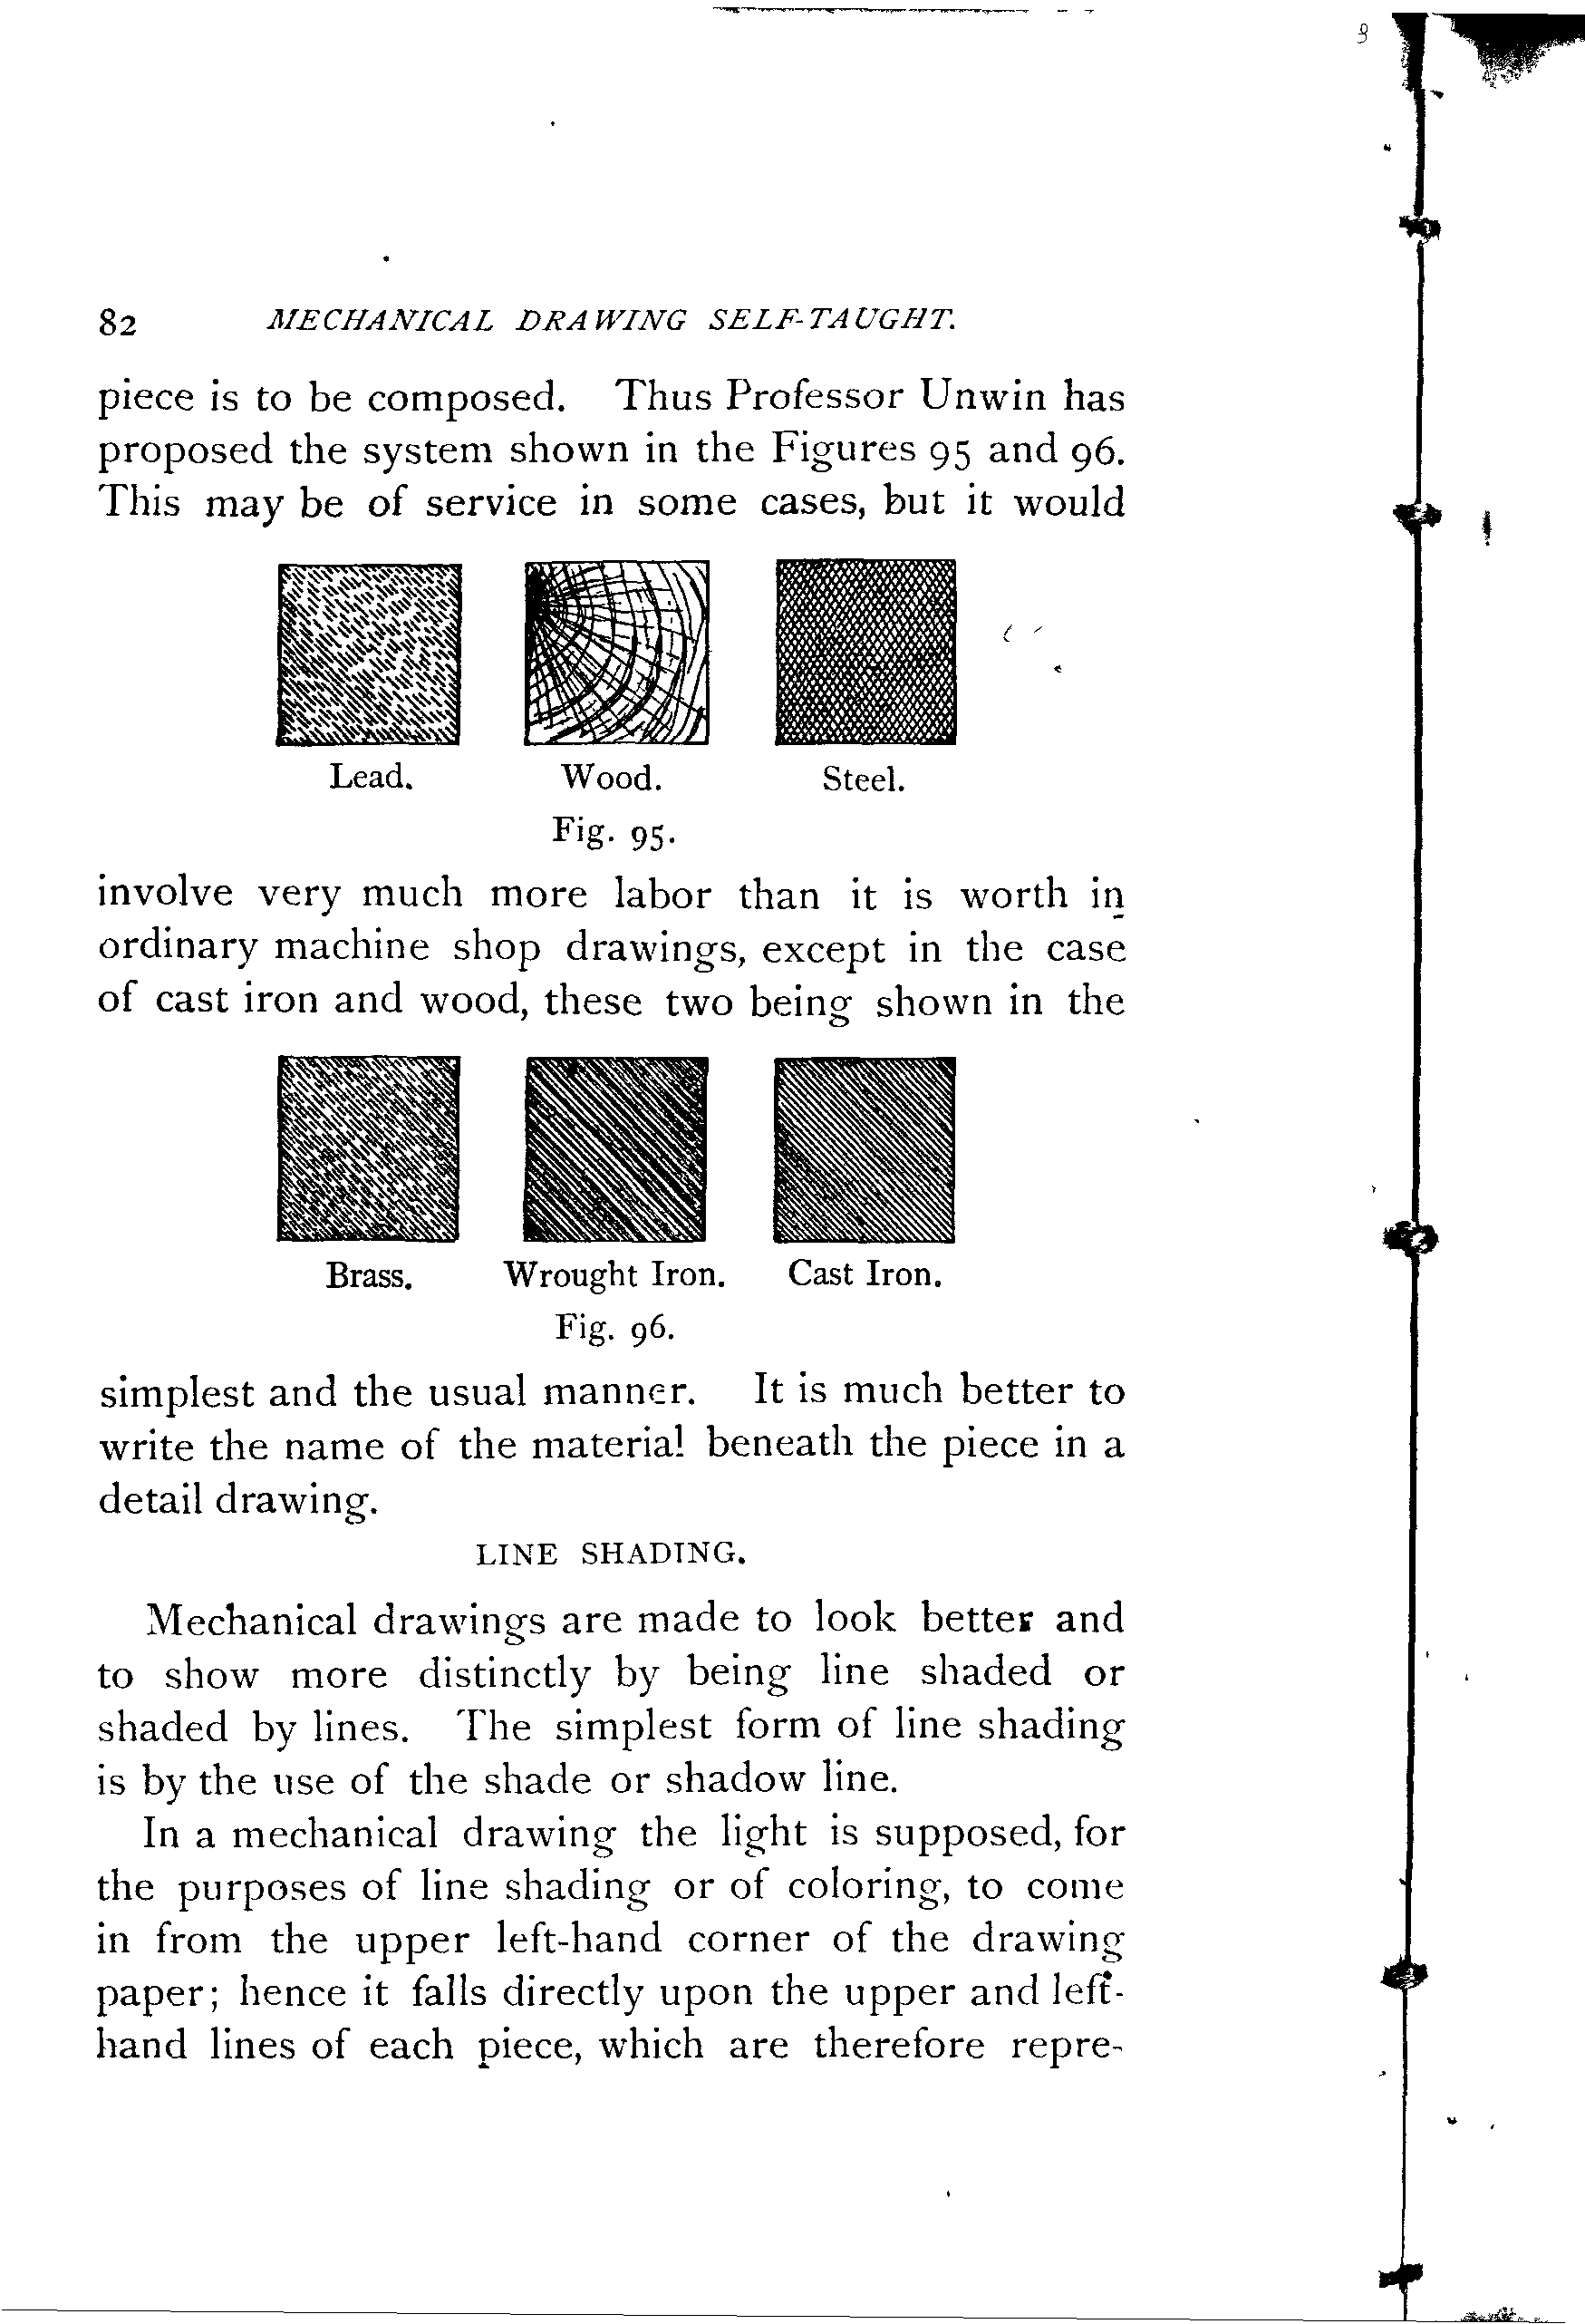 82 MECHANICAL DRAWING SELF-TAUGHT.
piece is to be composed. Thus Professor Unwin has
proposed the system shown in the Figures 95 and 96.
This may be of service in some cases, but it would
Lead. Wood. Steel.
Fig. 95.
involve very much more labor than it is worth in
ordinary machine shop drawings, except in the case
of cast iron and wood, these two being shown in the
Brass. Wrought Iron. Cast Iron.
Fig. 96.
simplest and the usual manner. It is much better to
write the name of the material beneath the piece in a
detail drawing.
LINE SHADING.
Mechanical drawings are made to look better and
to show more distinctly by being line shaded or
shaded by lines. The simplest form of line shading
is by the use of the shade or shadow line.
In a mechanical drawing the light is supposed, for
the purposes of line shading or of coloring, to come
in from the upper left-hand corner of the drawing
paper; hence it falls directly upon the upper and left-
hand lines of each piece, which are therefore repre-